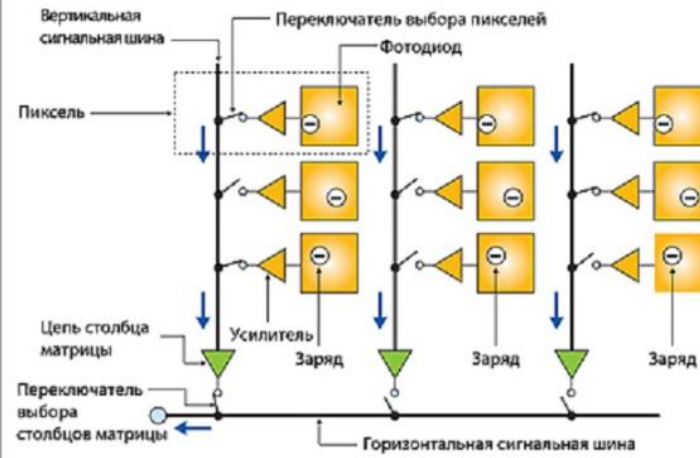 Вертикальная
сигнальная шина
Переключатель выбора пикселей
Фотодиод
Пиксель
Цепь столбца
матрицы
Усилитель
Заряд
Заряд
Заряд
Переключатель
выбора
столбцов матрицы
Горизонтальная сигнальная шина